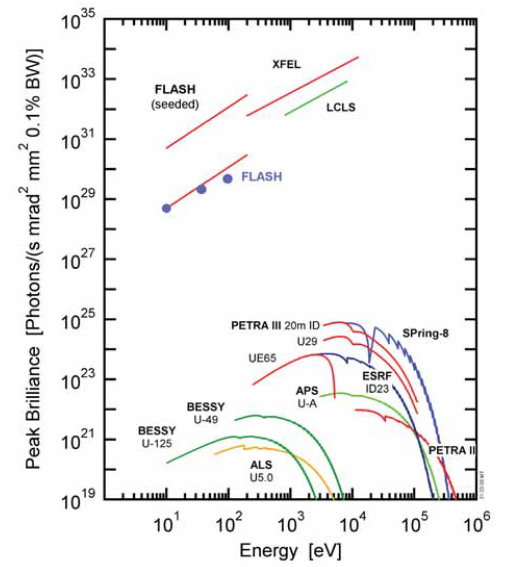 10^35
10^33
10^31
10^29
10^27
10^25
10^23
10^21
10^19
Peak Brilliance [Photons/(s mrad² mm² 0.1% BW)]
XFEL
FLASH
(seeded)
LCLS
FLASH
PETRA III 20m ID
U29
SPring-8
UE65
ESRF
ID23
APS
U-A
BESSY
U-49
BESSY
U-125
ALS
U5.0
PETRA II
10^1
10^2
10^3
10^4
10^5
10^6
Energy [eV]